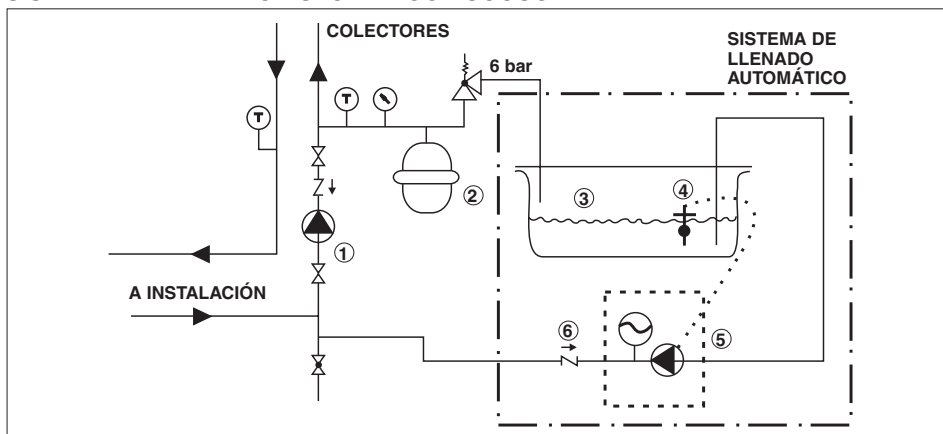 COLECTORES
SISTEMA DE
LLENADO
AUTOMÁTICO
6 bar
T
T
2
3
4
1
A INSTALACIÓN
6
5